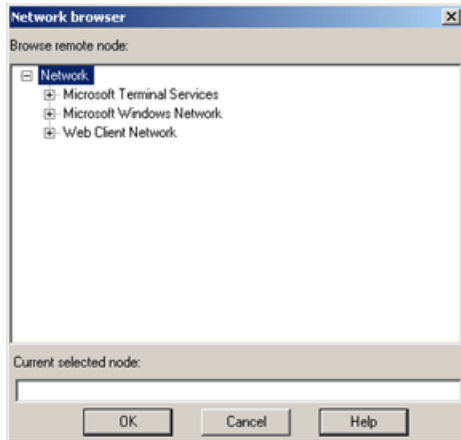 Network browser
Browse remote node:
Network
Microsoft Terminal Services
Microsoft Windows Network
Web Client Network
Current selected node:
OK Cancel Help